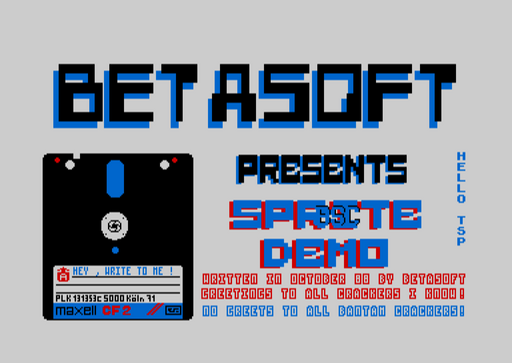 BETASOFT
PRESENTS
HELLO TSP
BSC
DEMO
HEY , WRITE TO ME !
PLK 131353c 5000 Köln 71
maxell CF2
WRITTEN IN OCTOBER 88 BY BETASOFT
GREETINGS TO ALL CRACKERS I KNOW!
NO GREETS TO ALL BANTAM CRACKERS!